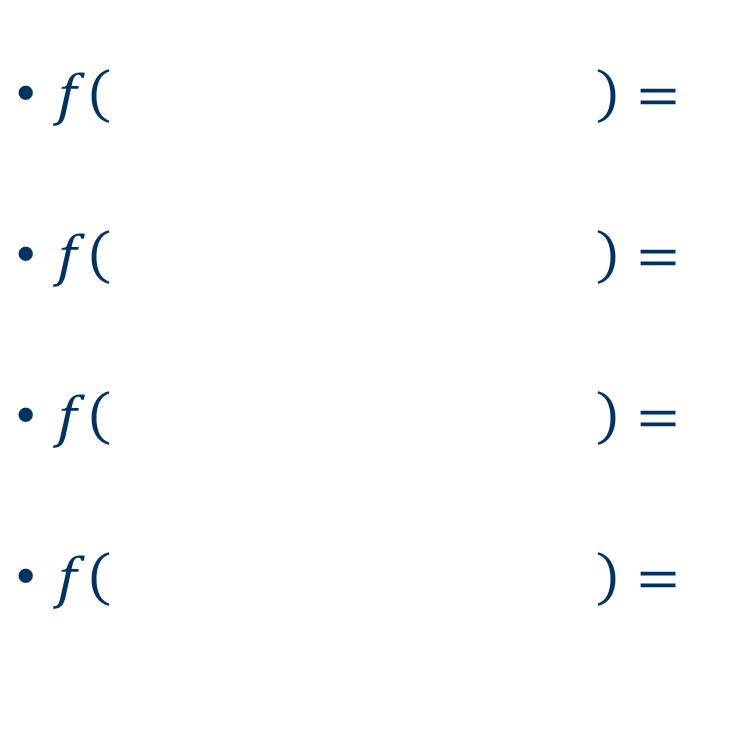 • f( ) =
• f( ) =
• f( ) =
• f( ) =